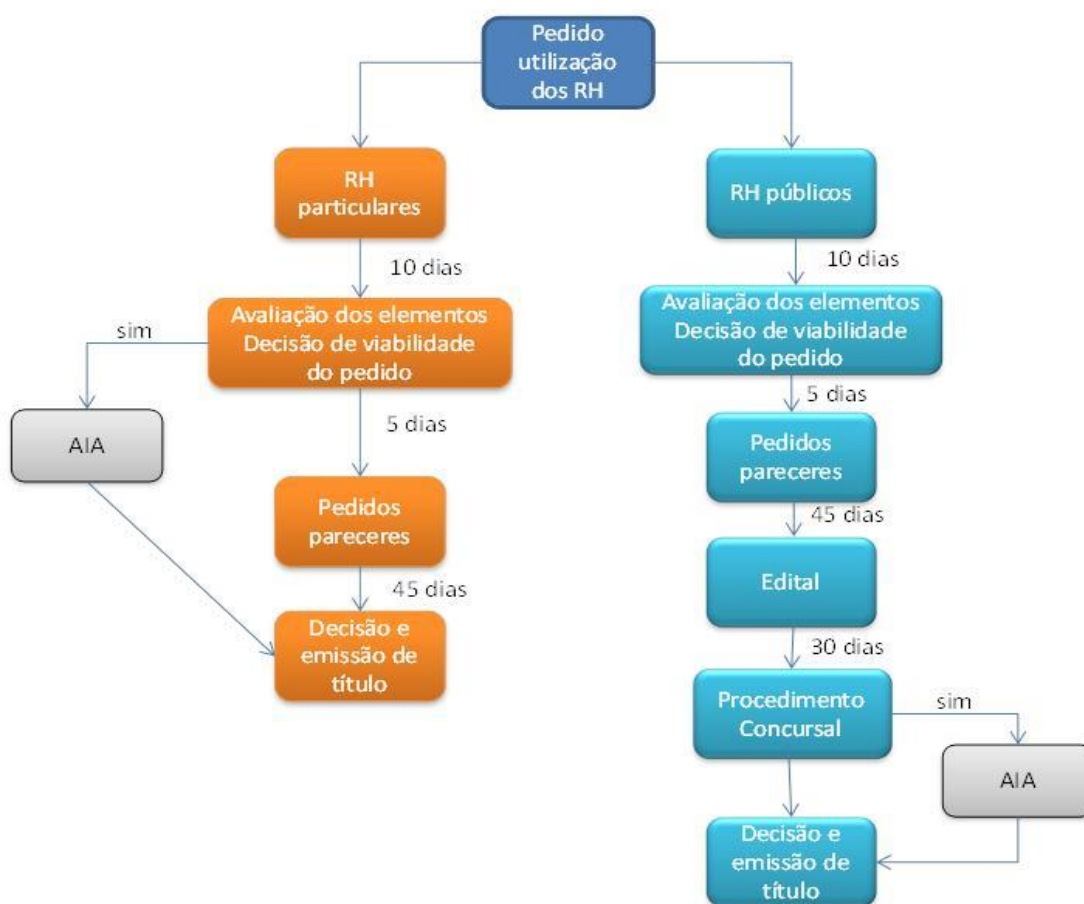 Pedido
utilização
dos RH
RH
particulares
10 dias
Avaliação dos elementos
Decisão de viabilidade
do pedido
sim
AIA
5 dias
Pedidos
pareceres
45 dias
Decisão e
emissão de
título
RH públicos
10 dias
Avaliação dos elementos
Decisão de viabilidade
do pedido
5 dias
Pedidos
pareceres
45 dias
Edital
30 dias
Procedimento
Concursal
sim
AIA
Decisão e
emissão de
título